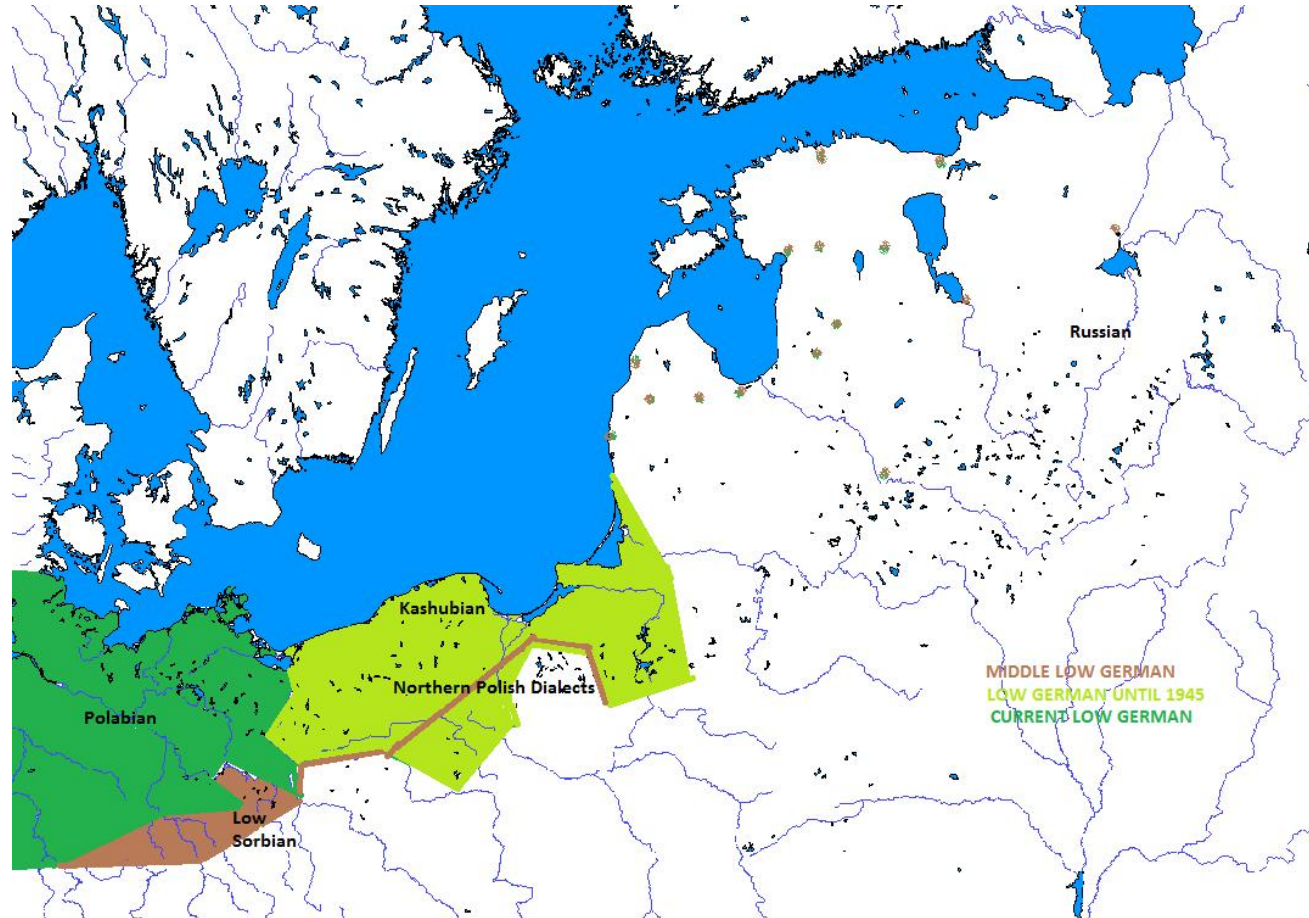 Russian
Kashubian
MIDDLE LOW GERMAN
Northern Polish Dialects
LOW GERMAN UNTIL 1945
Polabian
CURRENT LOW GERMAN
Low
Sorbian